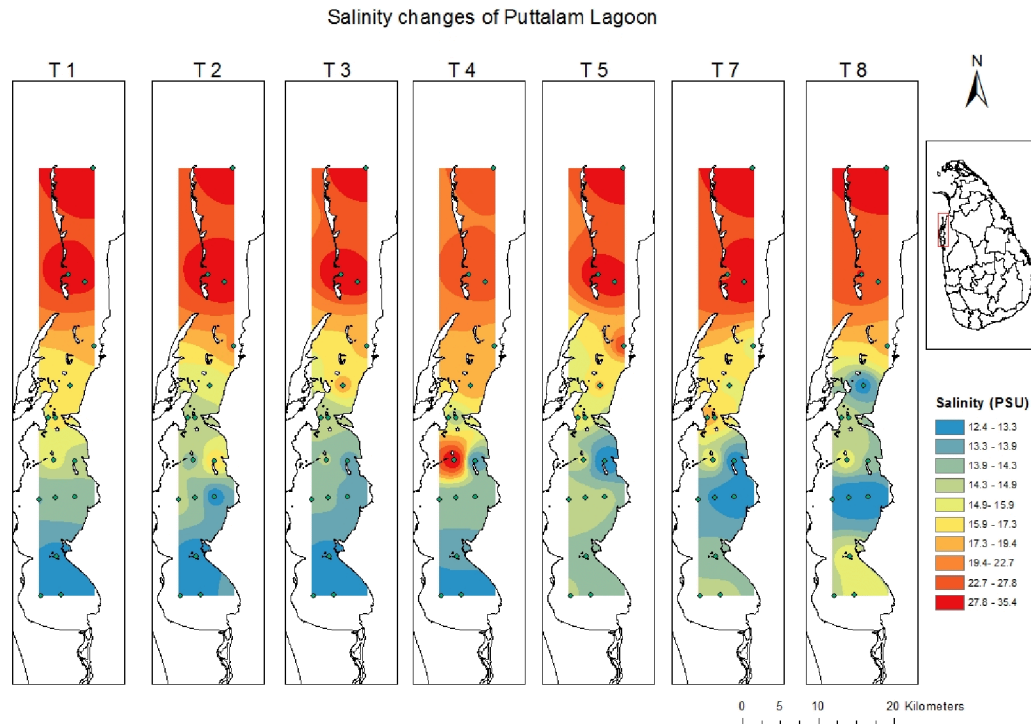 Salinity changes of Puttalam Lagoon
T 1
T 2
T 3
T 4
T 5
T 7
T 8
N
Salinity (PSU)
12.4 - 13.3
13.3 - 13.9
13.9 - 14.3
14.3 - 14.9
14.9- 15.9
15.9 - 17.3
17.3 - 19.4
19.4 - 22.7
22.7 - 27.8
27.8 - 35.4
0 5 10 20 Kilometers